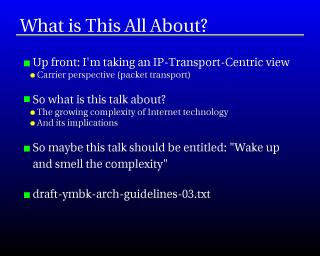 What is This All About?
Up front: I'm taking an IP-Transport-Centric view
Carrier perspective (packet transport)
So what is this talk about?
The growing complexity of Internet technology
And its implications
So maybe this talk should be entitled: "Wake up
and smell the complexity"
draft-ymbk-arch-guidelines-03.txt